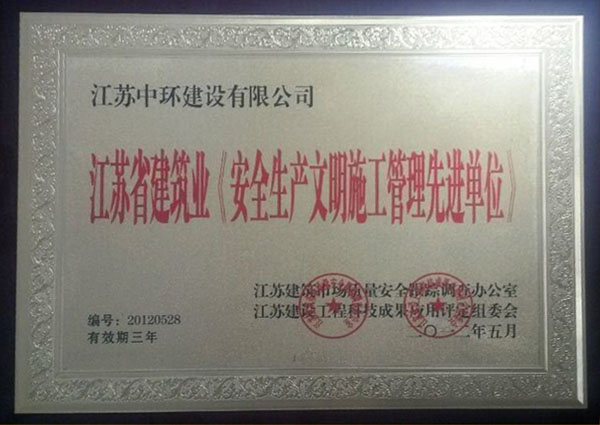 江苏中环建设有限公司
江苏省建筑业《安全生产文明施工管理先进单位》
江苏建筑市场质量安全跟踪调查办公室
江苏建设工程科技成果应用评定组委会
编号:20120528
二〇一二年五月
有效期三年